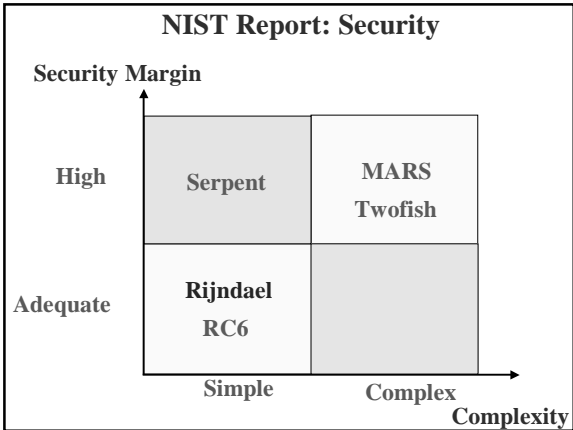 NIST Report: Security
Security Margin
High
Serpent
MARS
Twofish
Adequate
Rijndael
RC6
Simple
Complex
Complexity